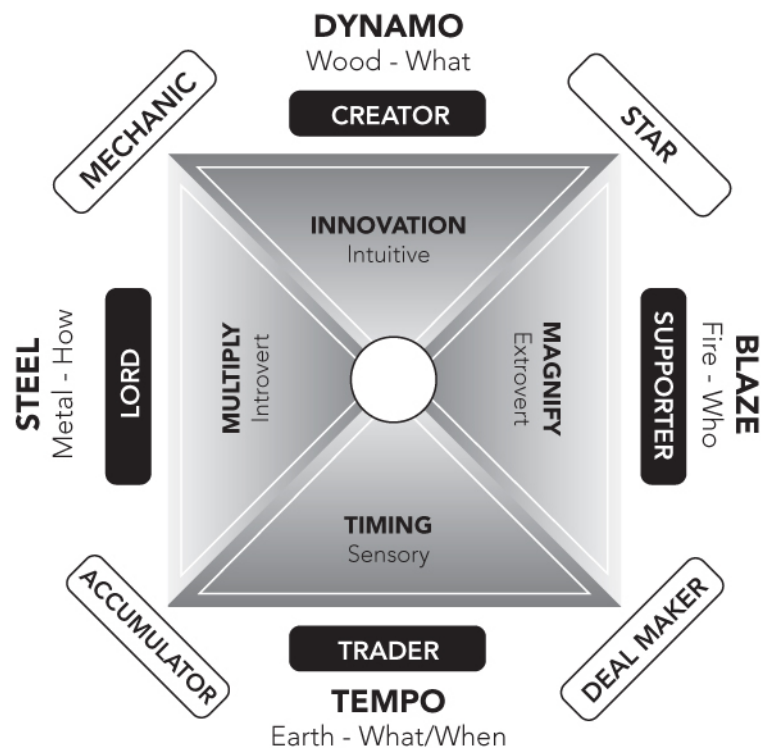 DYNAMO
Wood - What
CREATOR
MECHANIC
STAR
INNOVATION
Intuitive
STEEL
Metal - How
LORD
MULTIPLY
Introvert
MAGNIFY
Extrovert
SUPPORTER
BLAZE
Fire - Who
TIMING
Sensory
ACCUMULATOR
DEAL MAKER
TRADER
TEMPO
Earth - What/When